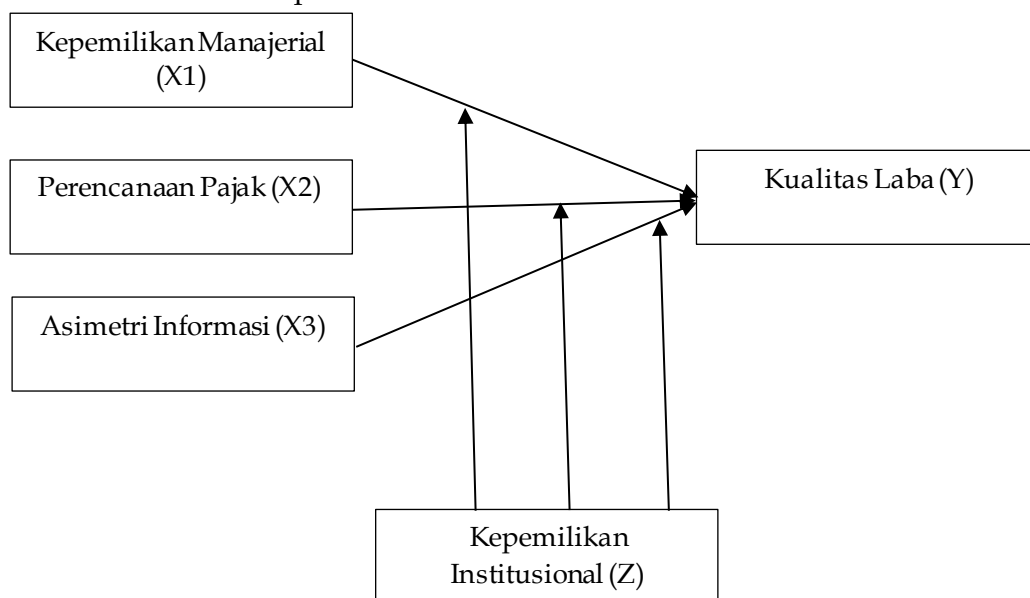 Kepemilikan Manajerial
(X1)
Perencanaan Pajak (X2)
Kualitas Laba (Y)
Asimetri Informasi (X3)
Kepemilikan
Institusional (Z)